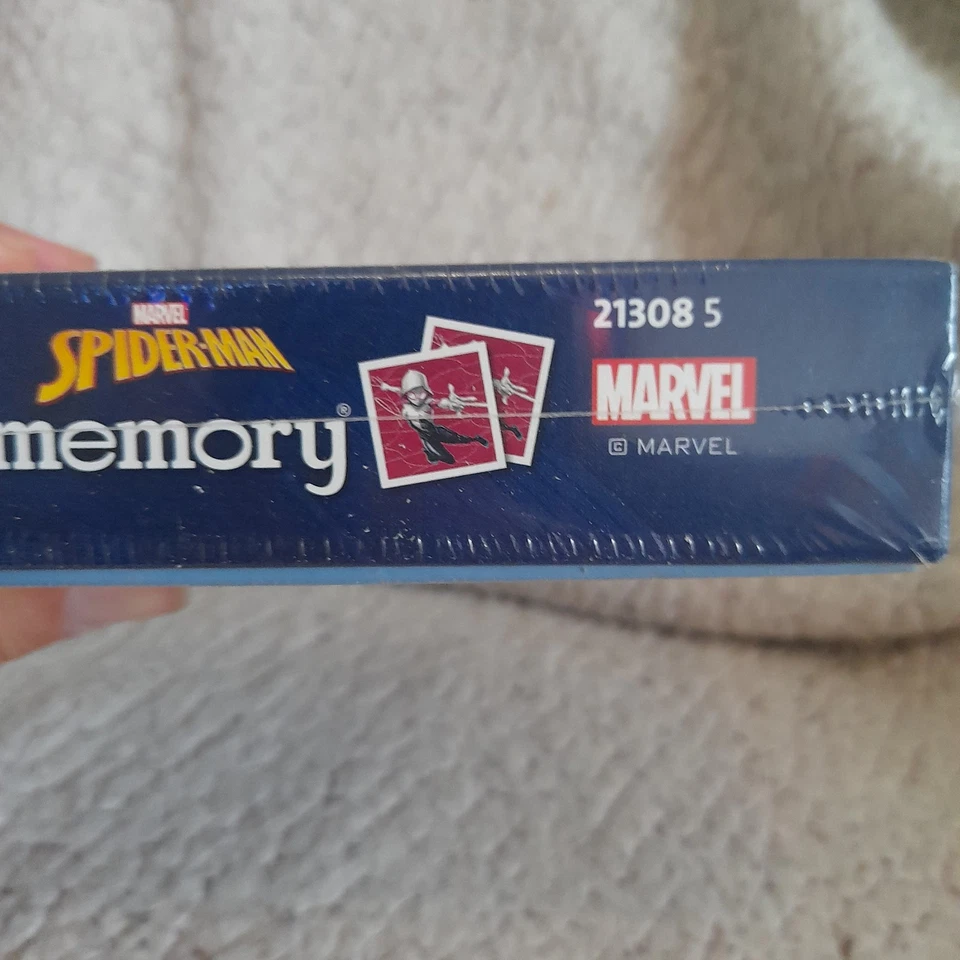 MARVEL
SPIDER-MAN
memory®
21308 5
MARVEL
© MARVEL